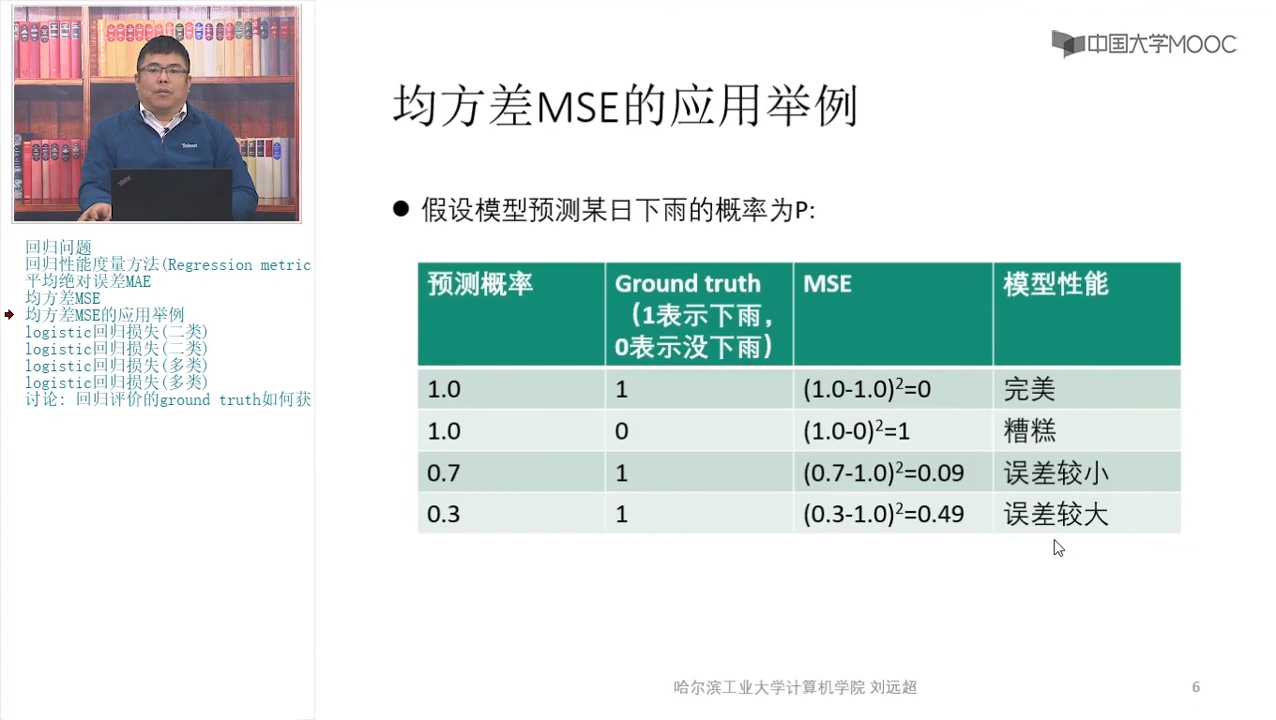 中国大学MOOC
均方差MSE的应用举例
● 假设模型预测某日下雨的概率为P:
预测概率 Ground truth（1表示下雨，0表示没下雨） MSE 模型性能
1.0 1 (1.0-1.0)²=0 完美
1.0 0 (1.0-0)²=1 糟糕
0.7 1 (0.7-1.0)²=0.09 误差较小
0.3 1 (0.3-1.0)²=0.49 误差较大
回归问题
回归性能度量方法(Regression metric
平均绝对误差MAE
均方差MSE
均方差MSE的应用举例
logistic回归损失(二类)
logistic回归损失(二类)
logistic回归损失(多类)
logistic回归损失(多类)
讨论: 回归评价的ground truth如何获
哈尔滨工业大学计算机学院 刘远超
6